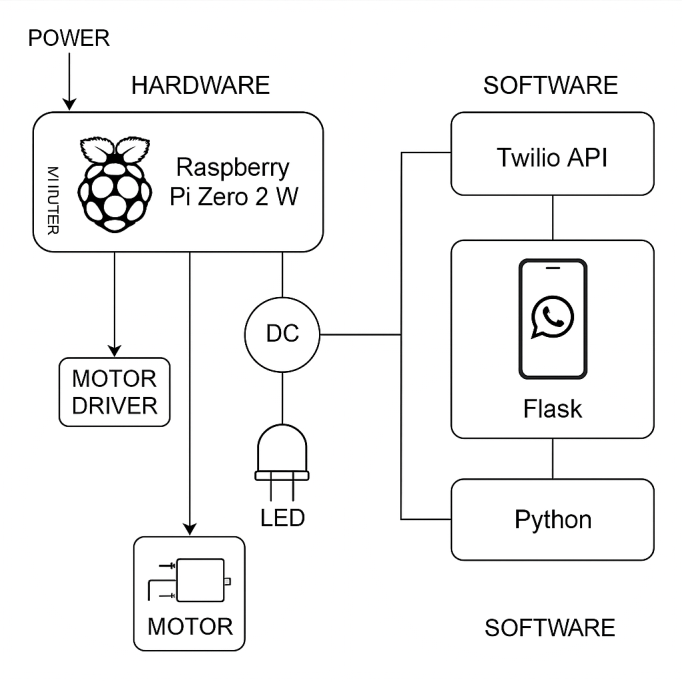 POWER
HARDWARE
SOFTWARE
Raspberry
Pi Zero 2 W
Twilio API
DC
Flask
MOTOR
DRIVER
LED
Python
MOTOR
SOFTWARE